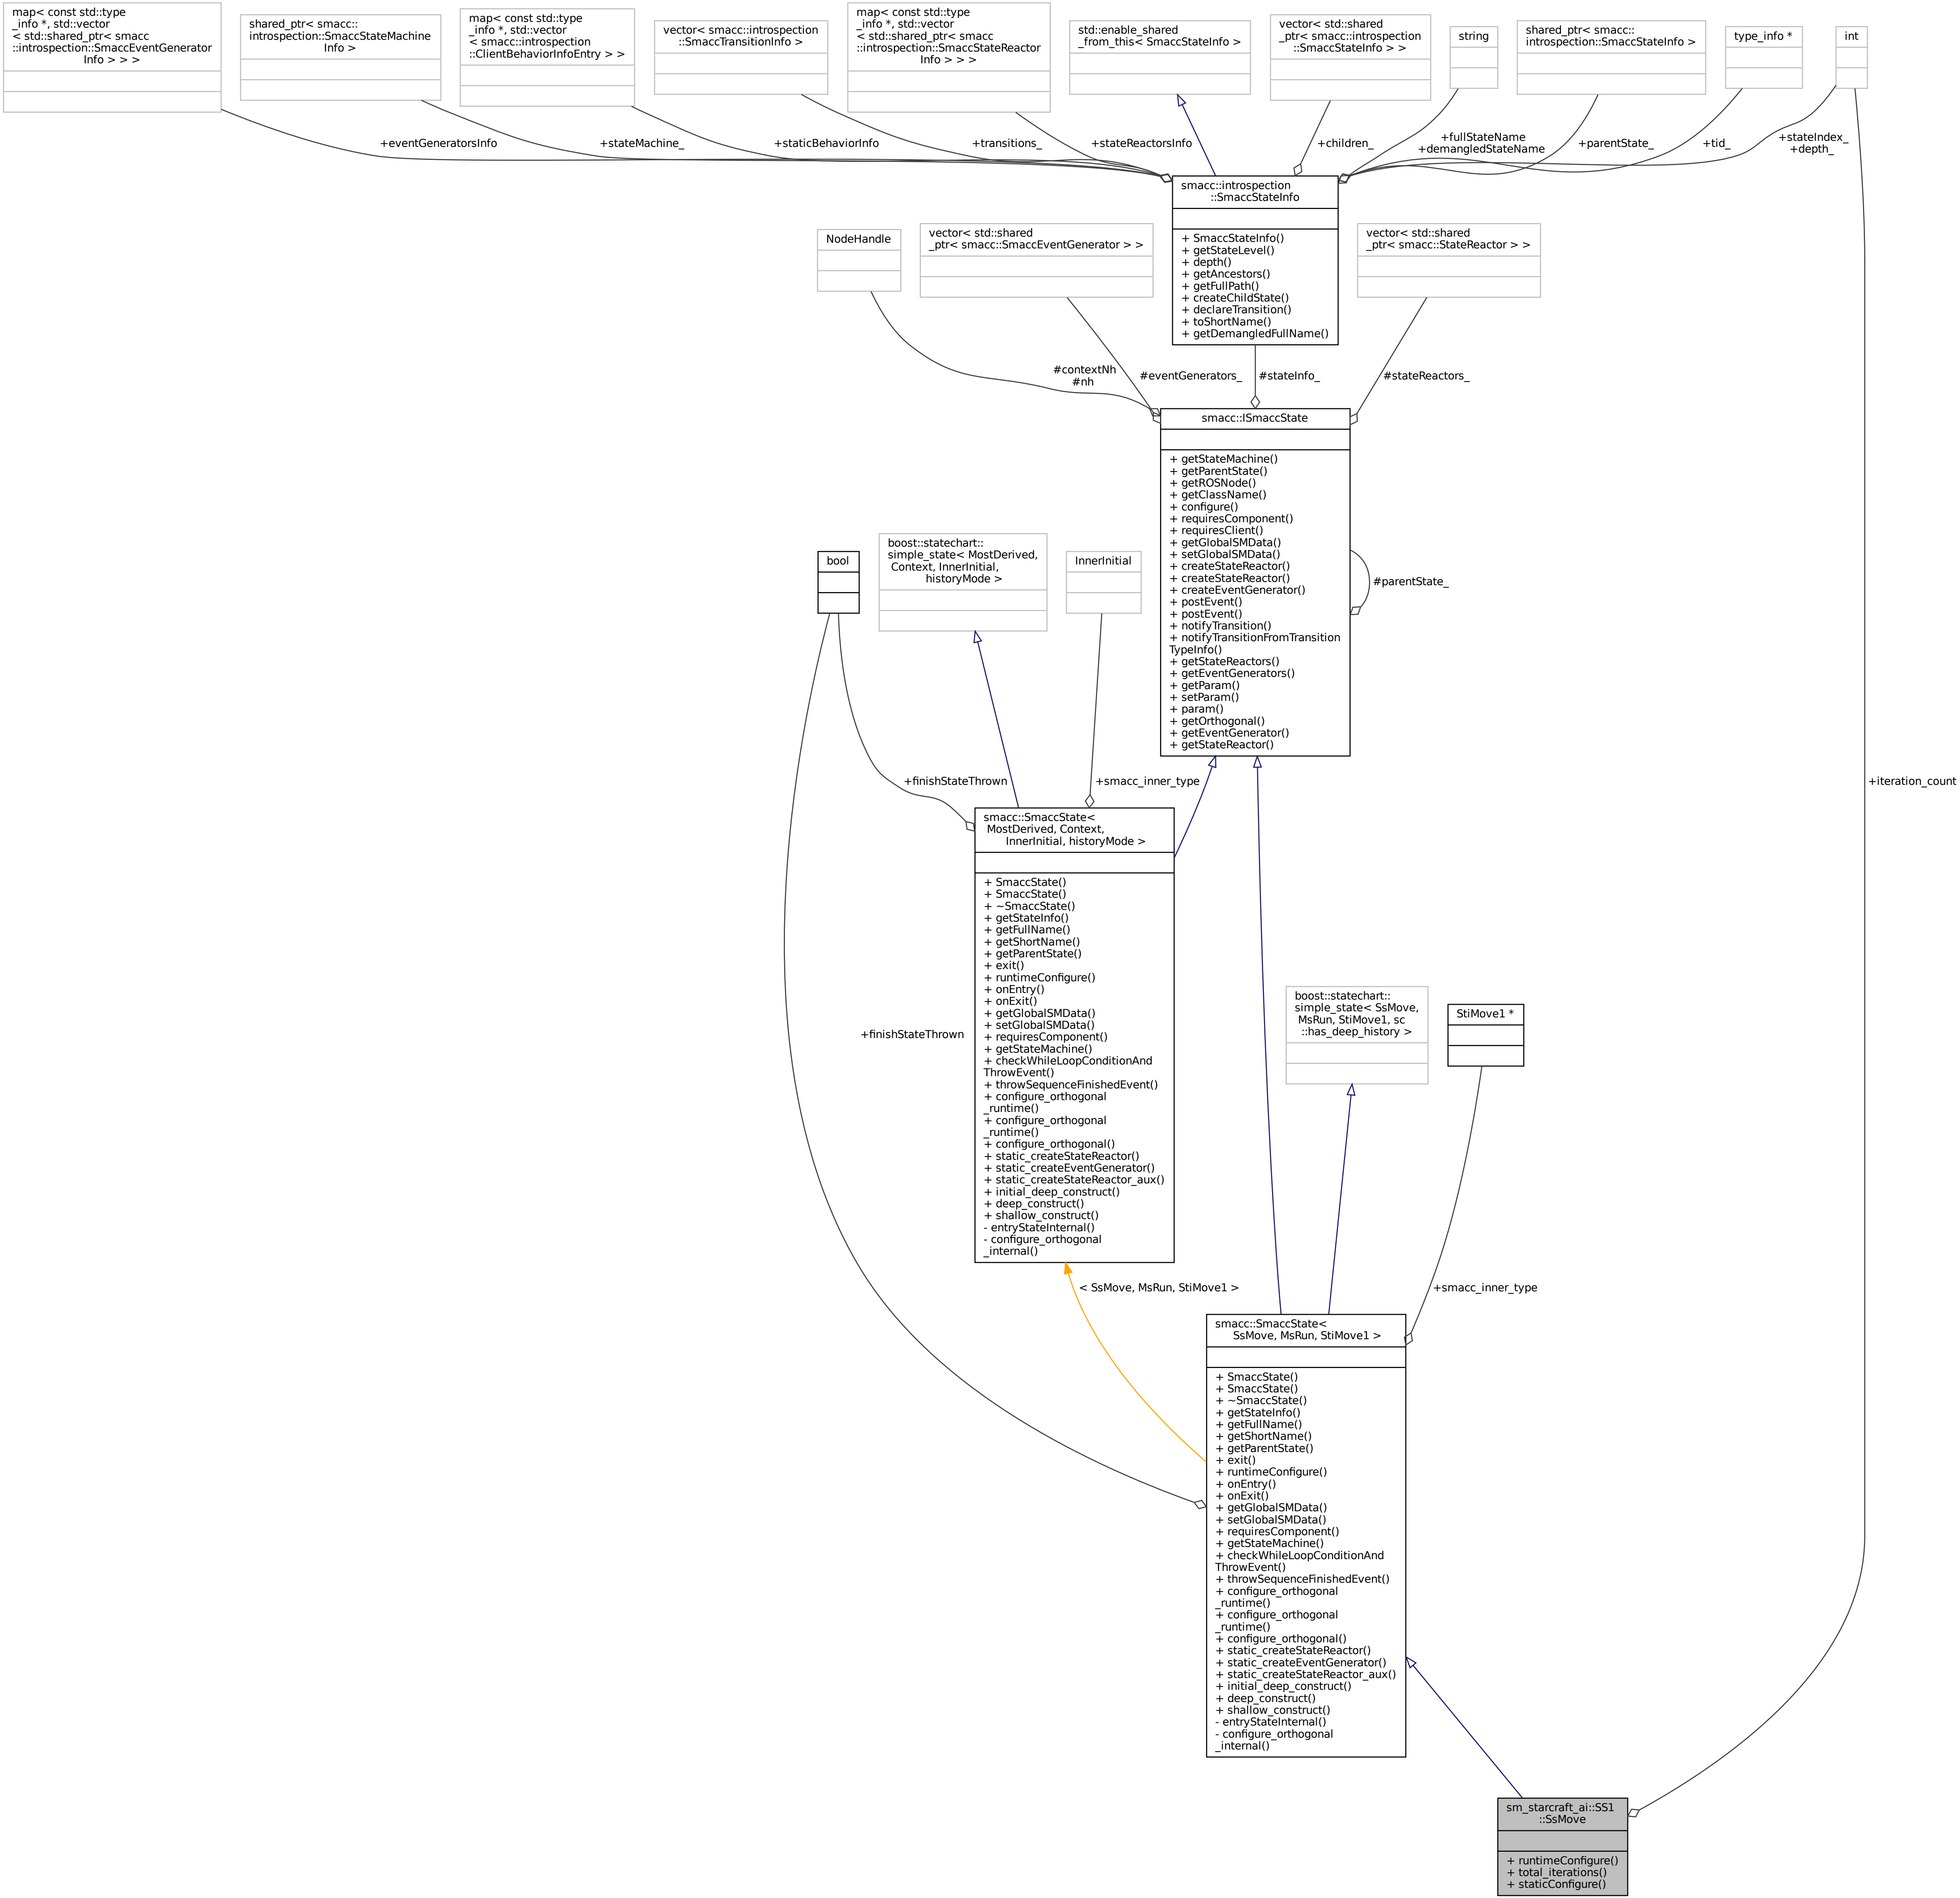 map< const std::type
_info *, std::vector
< std::shared_ptr< smacc
::introspection::SmaccEventGenerator
Info > > >
shared_ptr< smacc::
introspection::SmaccStateMachine
Info >
map< const std::type
_info *, std::vector
< smacc::introspection
::ClientBehaviorInfoEntry > >
vector< smacc::introspection
::SmaccTransitionInfo >
map< const std::type
_info *, std::vector
< std::shared_ptr< smacc
::introspection::SmaccStateReactor
Info > > >
std::enable_shared
_from_this< SmaccStateInfo >
vector< std::shared
_ptr< smacc::introspection
::SmaccStateInfo > >
string
shared_ptr< smacc::
introspection::SmaccStateInfo >
type_info *
int
+eventGeneratorsInfo
+stateMachine_
+staticBehaviorInfo
+transitions_
+stateReactorsInfo
+children_
+fullStateName
+demangledStateName
+parentState_
+tid_
+stateIndex_
+depth_
smacc::introspection
::SmaccStateInfo
+ SmaccStateInfo()
+ getStateLevel()
+ depth()
+ getAncestors()
+ getFullPath()
+ createChildState()
+ declareTransition()
+ toShortName()
+ getDemangledFullName()
NodeHandle
vector< std::shared
_ptr< smacc::SmaccEventGenerator > >
vector< std::shared
_ptr< smacc::StateReactor > >
#contextNh
#nh
#eventGenerators_
#stateInfo_
#stateReactors_
smacc::ISmaccState
+ getStateMachine()
+ getParentState()
+ getROSNode()
+ getClassName()
+ configure()
+ requiresComponent()
+ requiresClient()
+ getGlobalSMData()
+ setGlobalSMData()
+ createStateReactor()
+ createStateReactor()
+ createEventGenerator()
+ postEvent()
+ postEvent()
+ notifyTransition()
+ notifyTransitionFromTransition
TypeInfo()
+ getStateReactors()
+ getEventGenerators()
+ getParam()
+ setParam()
+ param()
+ getOrthogonal()
+ getEventGenerator()
+ getStateReactor()
#parentState_
bool
boost::statechart::
simple_state< MostDerived,
Context, InnerInitial,
historyMode >
InnerInitial
+finishStateThrown
+smacc_inner_type
+iteration_count
smacc::SmaccState<
MostDerived, Context,
InnerInitial, historyMode >
+ SmaccState()
+ SmaccState()
+ ~SmaccState()
+ getStateInfo()
+ getFullName()
+ getShortName()
+ getParentState()
+ exit()
+ runtimeConfigure()
+ onEntry()
+ onExit()
+ getGlobalSMData()
+ setGlobalSMData()
+ requiresComponent()
+ getStateMachine()
+ checkWhileLoopConditionAnd
ThrowEvent()
+ throwSequenceFinishedEvent()
+ configure_orthogonal
_runtime()
+ configure_orthogonal
_runtime()
+ configure_orthogonal()
+ static_createStateReactor()
+ static_createEventGenerator()
+ static_createStateReactor_aux()
+ initial_deep_construct()
+ deep_construct()
+ shallow_construct()
- entryStateInternal()
- configure_orthogonal
_internal()
+finishStateThrown
boost::statechart::
simple_state< SsMove,
MsRun, StiMove1, sc
::has_deep_history >
StiMove1 *
< SsMove, MsRun, StiMove1 >
+smacc_inner_type
smacc::SmaccState<
SsMove, MsRun, StiMove1 >
+ SmaccState()
+ SmaccState()
+ ~SmaccState()
+ getStateInfo()
+ getFullName()
+ getShortName()
+ getParentState()
+ exit()
+ runtimeConfigure()
+ onEntry()
+ onExit()
+ getGlobalSMData()
+ setGlobalSMData()
+ requiresComponent()
+ getStateMachine()
+ checkWhileLoopConditionAnd
ThrowEvent()
+ throwSequenceFinishedEvent()
+ configure_orthogonal
_runtime()
+ configure_orthogonal
_runtime()
+ configure_orthogonal()
+ static_createStateReactor()
+ static_createEventGenerator()
+ static_createStateReactor_aux()
+ initial_deep_construct()
+ deep_construct()
+ shallow_construct()
- entryStateInternal()
- configure_orthogonal
_internal()
sm_starcraft_ai::SS1
::SsMove
+ runtimeConfigure()
+ total_iterations()
+ staticConfigure()